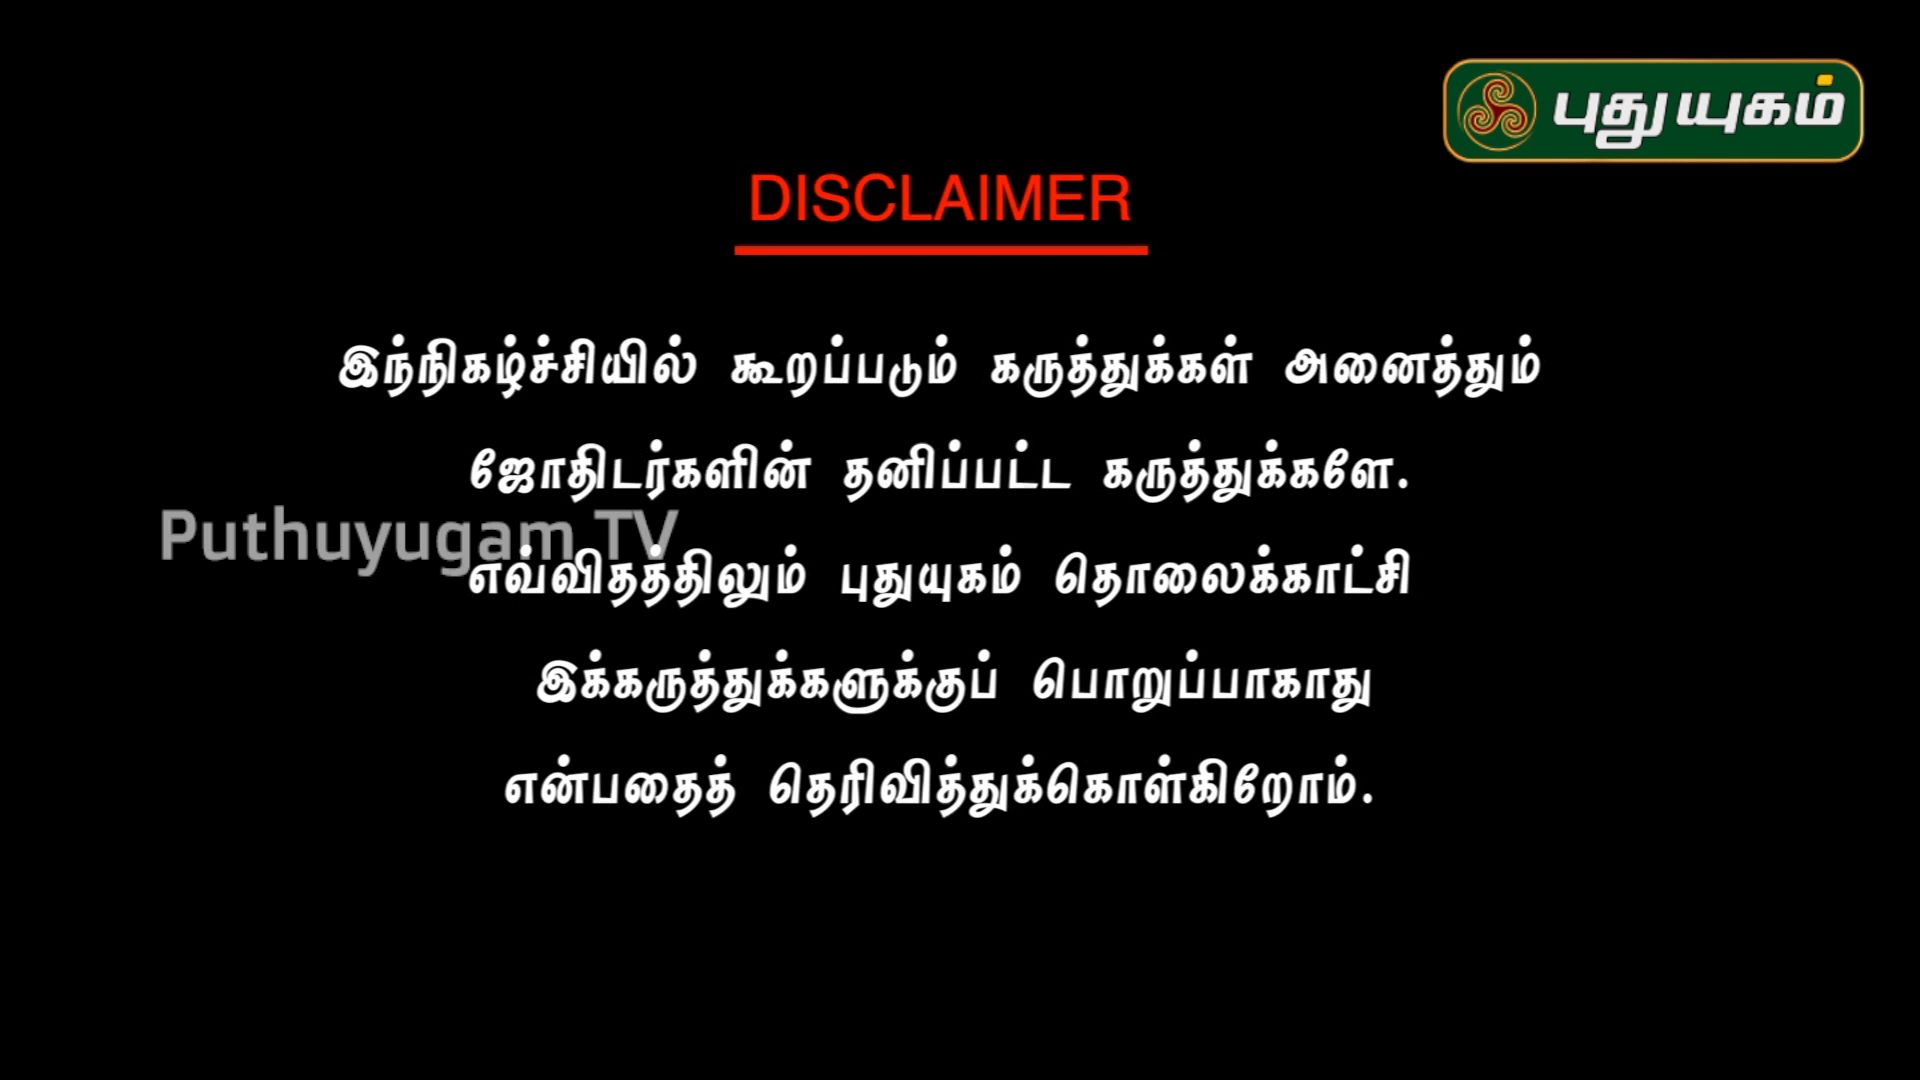 புதுயுகம்
DISCLAIMER
இந்நிகழ்ச்சியில் கூறப்படும் கருத்துக்கள் அனைத்தும்
ஜோதிடர்களின் தனிப்பட்ட கருத்துக்களே.
Puthuyugam TV
எவ்விதத்திலும் புதுயுகம் தொலைக்காட்சி
இக்கருத்துக்களுக்குப் பொறுப்பாகாது
என்பதைத் தெரிவித்துக்கொள்கிறோம்.